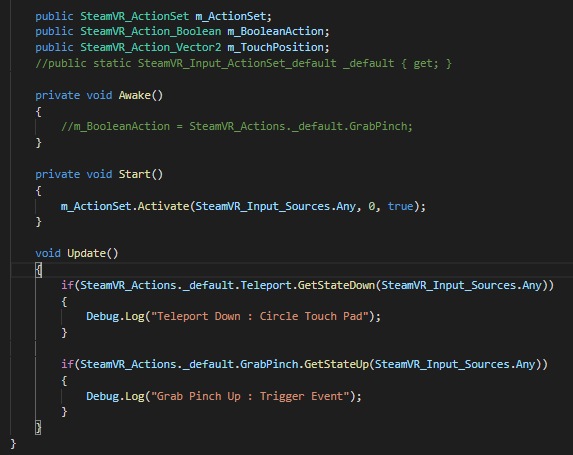 public SteamVR_ActionSet m_ActionSet;
public SteamVR_Action_Boolean m_BooleanAction;
public SteamVR_Action_Vector2 m_TouchPosition;
//public static SteamVR_Input_ActionSet_default _default { get; }
private void Awake()
{
//m_BooleanAction = SteamVR_Actions._default.GrabPinch;
}
private void Start()
{
m_ActionSet.Activate(SteamVR_Input_Sources.Any, 0, true);
}
void Update()
{
if(SteamVR_Actions._default.Teleport.GetStateDown(SteamVR_Input_Sources.Any))
{
Debug.Log("Teleport Down : Circle Touch Pad");
}
if(SteamVR_Actions._default.GrabPinch.GetStateUp(SteamVR_Input_Sources.Any))
{
Debug.Log("Grab Pinch Up : Trigger Event");
}
}
}